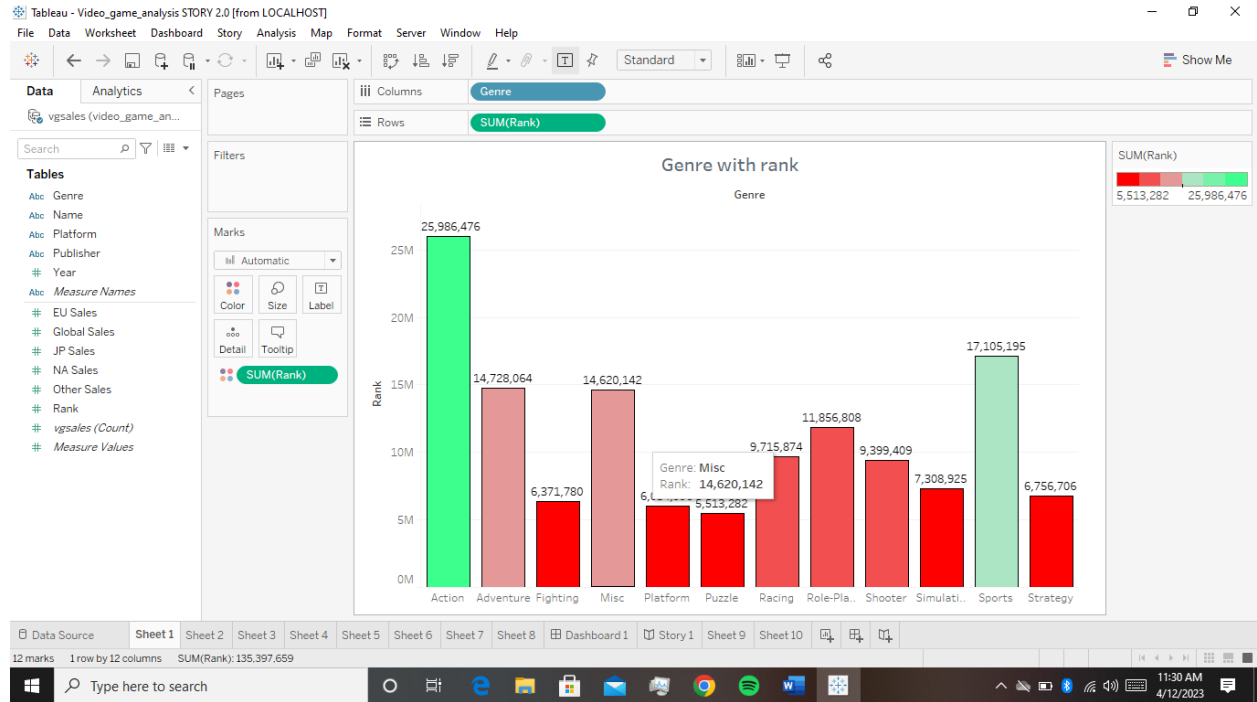 Tableau - Video_game_analysis STORY 2.0 [from LOCALHOST]
File Data Worksheet Dashboard Story Analysis Map Format Server Window Help
Standard
Show Me
Data Analytics
vgsales (video_game_an...
Search
Tables
Abc Genre
Abc Name
Abc Platform
Abc Publisher
# Year
Abc Measure Names
# EU Sales
# Global Sales
# JP Sales
# NA Sales
# Other Sales
# Rank
# vgsales (Count)
# Measure Values
Pages
Filters
Marks
Automatic
Color Size Label
Detail Tooltip
SUM(Rank)
iii Columns Genre
Rows SUM(Rank)
Genre with rank
Genre
Rank
25M
20M
15M
10M
5M
0M
25,986,476
14,728,064
6,371,780
14,620,142
5,513,282
9,715,874
11,856,808
9,399,409
7,308,925
17,105,195
6,756,706
Genre: Misc
Rank: 14,620,142
Action Adventure Fighting Misc Platform Puzzle Racing Role-Pla.. Shooter Simulati.. Sports Strategy
SUM(Rank)
5,513,282 25,986,476
Data Source Sheet 1 Sheet 2 Sheet 3 Sheet 4 Sheet 5 Sheet 6 Sheet 7 Sheet 8 Dashboard 1 Story 1 Sheet 9 Sheet 10
12 marks 1 row by 12 columns SUM(Rank): 135,397,659
Type here to search
11:30 AM
4/12/2023